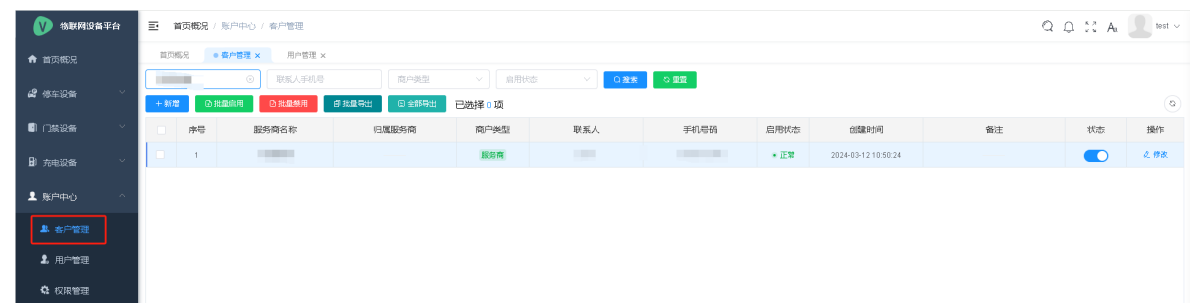 物联网设备平台
首页概况 / 账户中心 / 客户管理
test
首页概况
客户管理 ×
用户管理 ×
首页概况
停车设备
门禁设备
充电设备
账户中心
客户管理
用户管理
权限管理
联系人手机号
商户类型
启用状态
搜索
重置
+ 新增
批量启用
批量禁用
批量导出
全部导出
已选择 0 项
序号 服务商名称 归属服务商 商户类型 联系人 手机号码 启用状态 创建时间 备注 状态 操作
1 服务商 正常 2024-03-12 10:50:24 修改